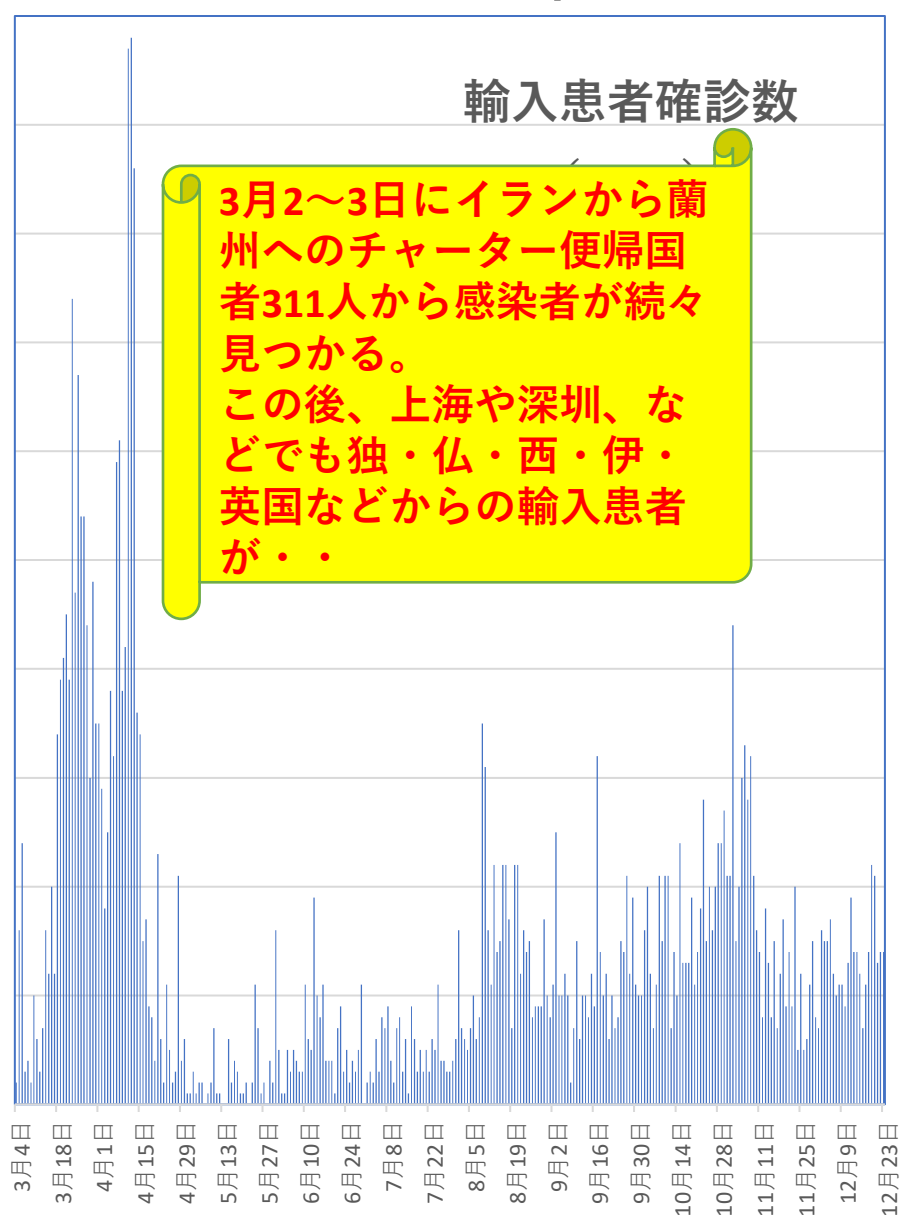 輸入患者確診数
3月2～3日にイランから蘭
州へのチャーター便帰国
者311人から感染者が続々
見つかる。
この後、上海や深圳、な
どでも独・仏・西・伊・
英国などからの輸入患者
が・・
3月4日
3月18日
4月1日
4月15日
4月29日
5月13日
5月27日
6月10日
6月24日
7月8日
7月22日
8月5日
8月19日
9月2日
9月16日
9月30日
10月14日
10月28日
11月11日
11月25日
12月9日
12月23日